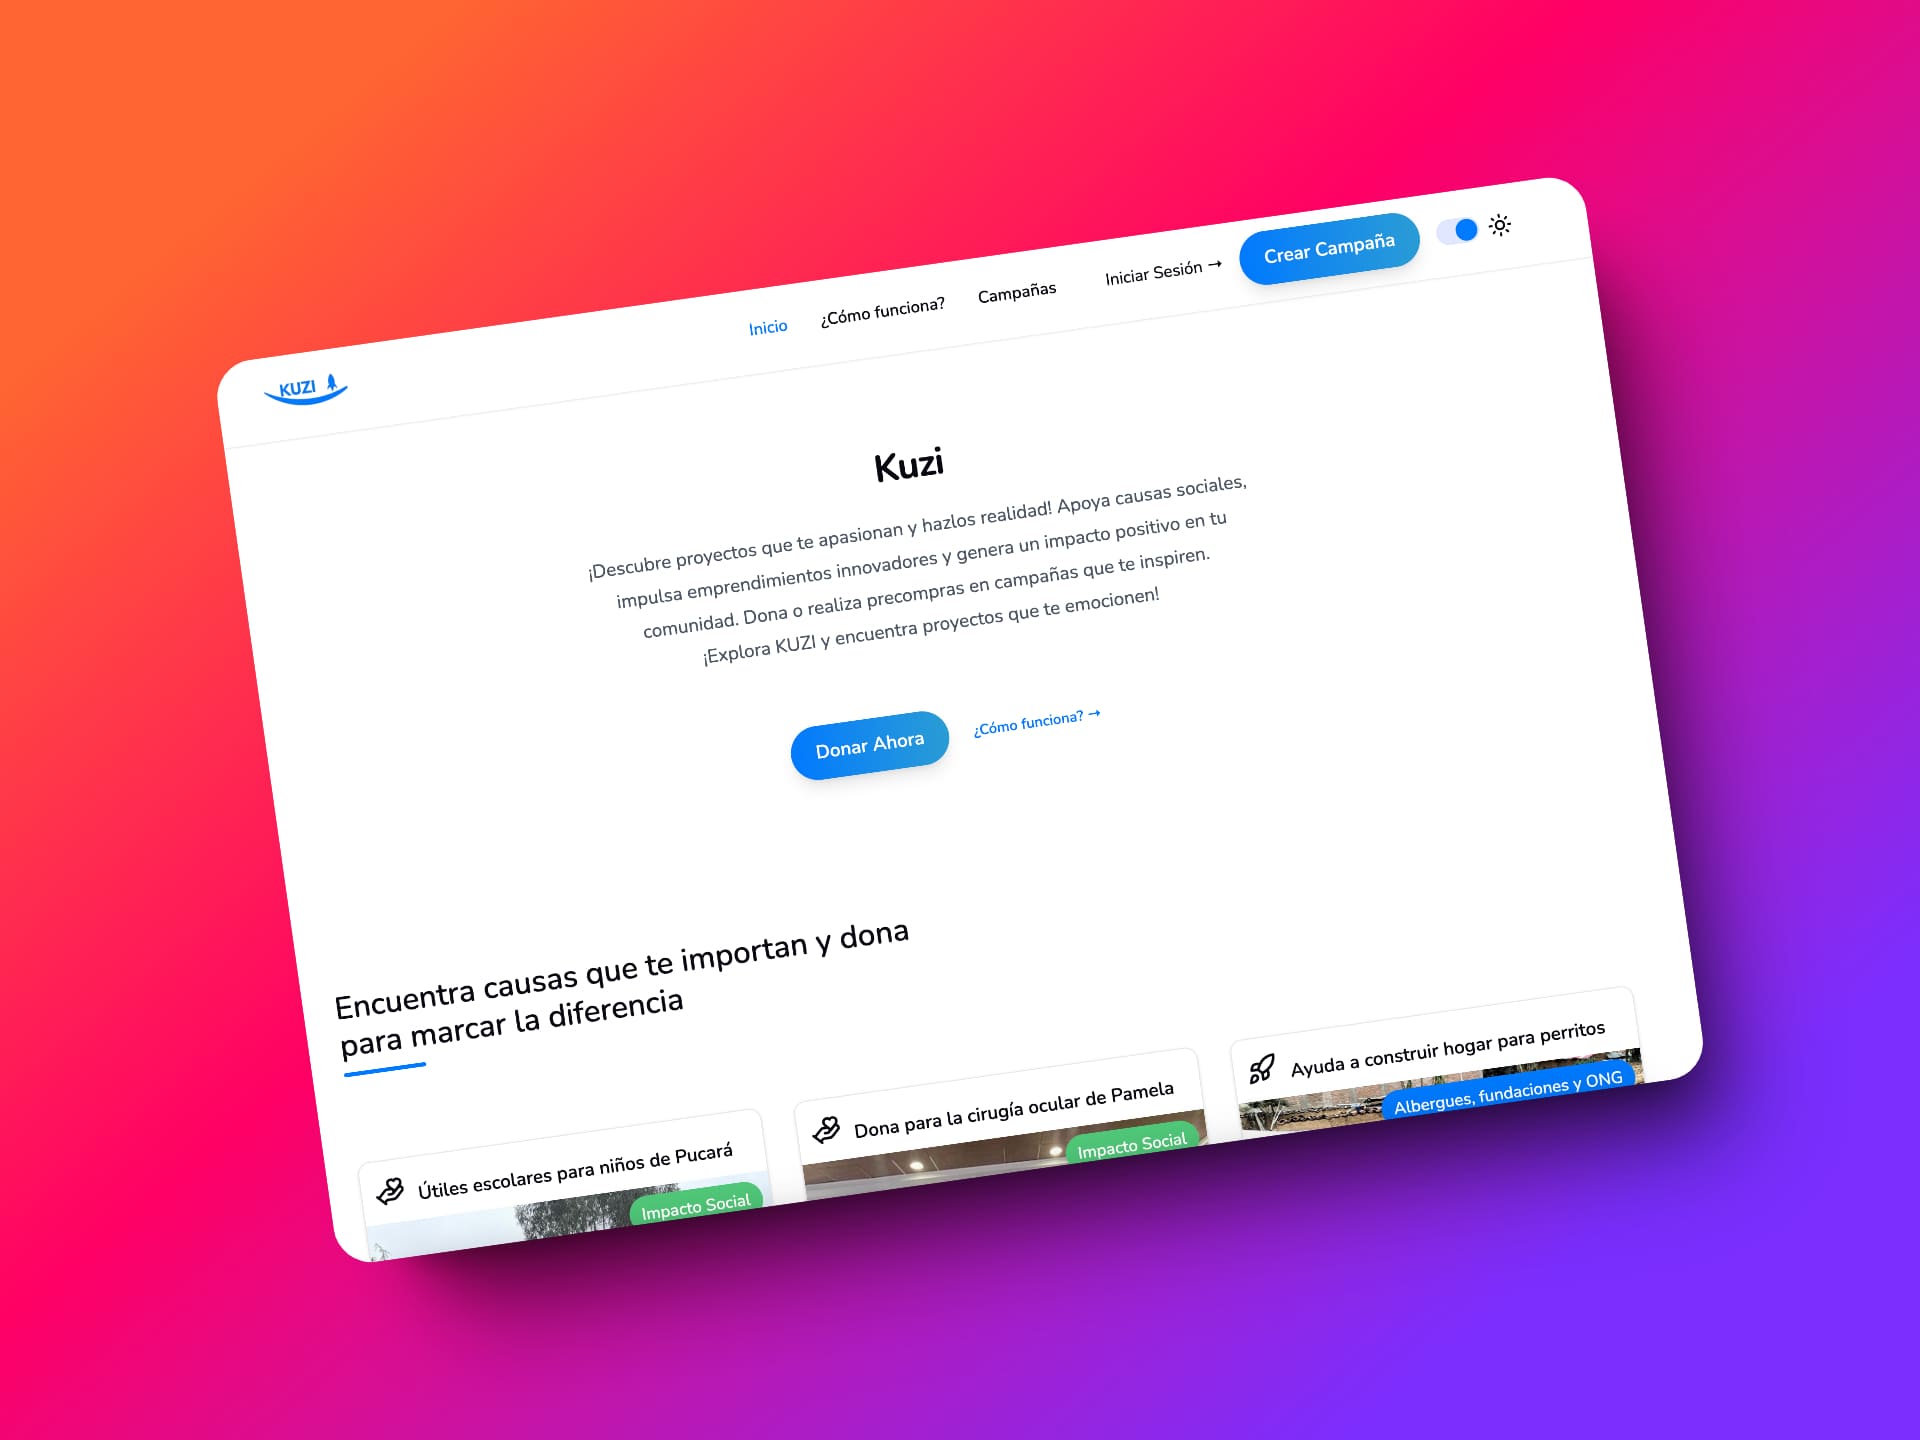 KUZI
Inicio
¿Cómo funciona?
Campañas
Iniciar Sesión →
Crear Campaña
Kuzi
¡Descubre proyectos que te apasionan y hazlos realidad! Apoya causas sociales,
impulsa emprendimientos innovadores y genera un impacto positivo en tu
comunidad. Dona o realiza precompras en campañas que te inspiren.
¡Explora KUZI y encuentra proyectos que te emocionen!
Donar Ahora
¿Cómo funciona? →
Encuentra causas que te importan y dona
para marcar la diferencia
Útiles escolares para niños de Pucará
Impacto Social
Dona para la cirugía ocular de Pamela
Impacto Social
Ayuda a construir hogar para perritos
Albergues, fundaciones y ONG